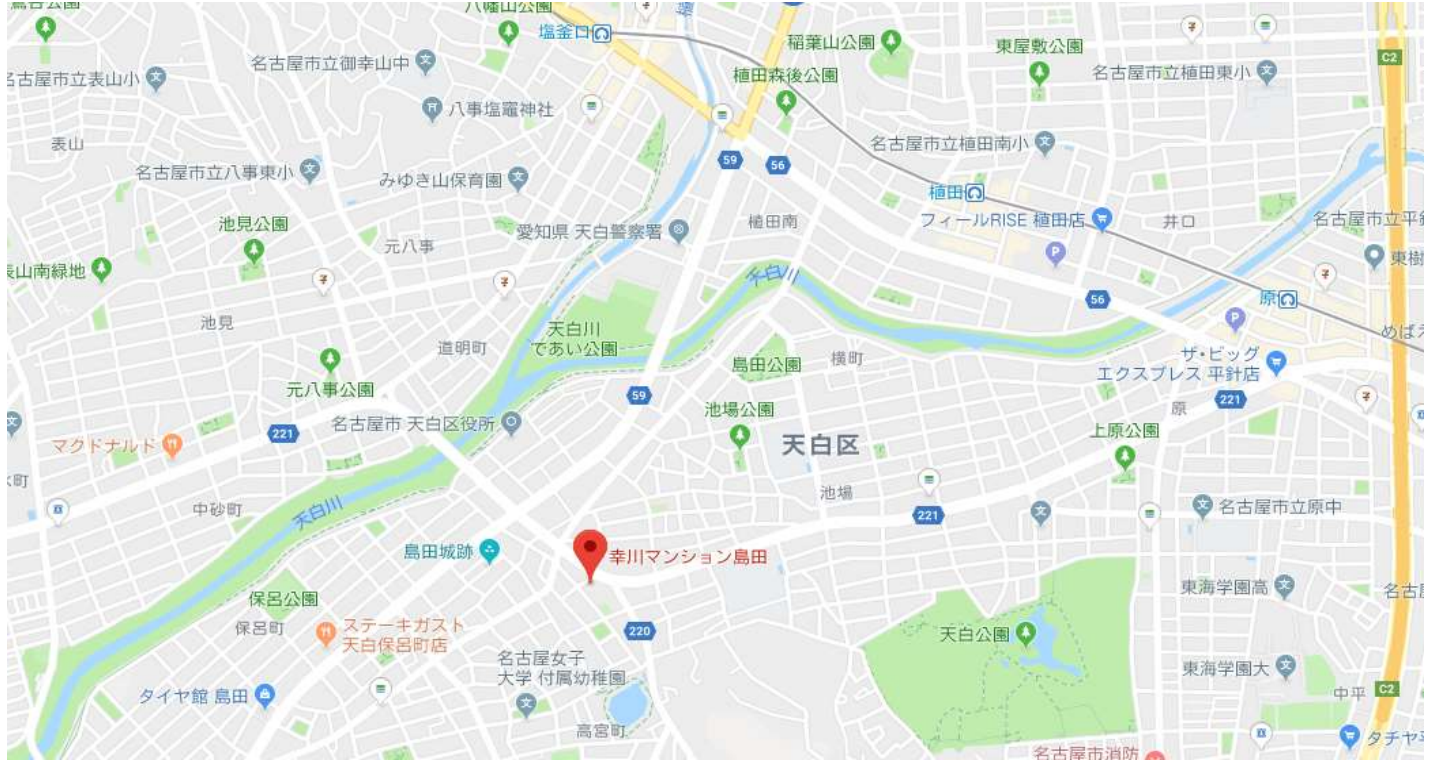 八幡山公園
塩釜口
稲葉山公園
東屋敷公園
C2
名古屋市立御幸山中
名古屋市立表山小
植田森後公園
名古屋市立植田東小
八事塩竈神社
表山
名古屋市立植田南小
59
56
名古屋市立八事東小
みゆき山保育園
植田
池見公園
植田南
フィールRISE 植田店
井口
愛知県 天白警察署
元八事
表山南緑地
天白川
56
原
池見
天白川
であい公園
道明町
島田公園
横町
ザ・ビッグ
エクスプレス 平針店
元八事公園
59
221
池場公園
原
名古屋市 天白区役所
221
マクドナルド
天白区
上原公園
池場
中砂町
天白川
221
名古屋市立原中
島田城跡
幸川マンション島田
東海学園高
保呂公園
保呂町
ステーキガスト
天白保呂町店
220
天白公園
名古屋女子
大学 付属幼稚園
東海学園大
タイヤ館 島田
中平
C2
高宮町
名古屋市消防